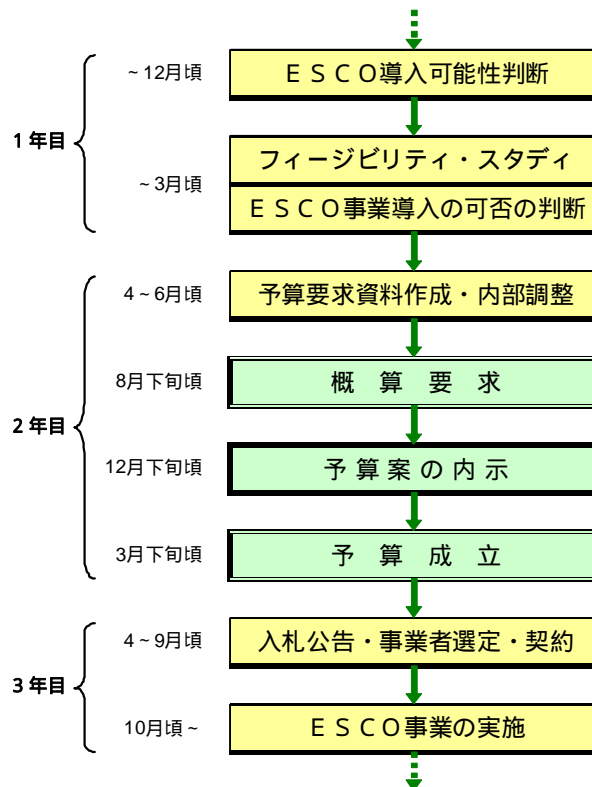 ~12月頃
ＥＳＣＯ導入可能性判断
1年目
フィージビリティ・スタディ
~3月頃
ＥＳＣＯ事業導入の可否の判断
4~6月頃
予算要求資料作成・内部調整
8月下旬頃
概 算 要 求
2年目
12月下旬頃
予算案の内示
3月下旬頃
予 算 成 立
4~9月頃
入札公告・事業者選定・契約
3年目
10月頃~
ＥＳＣＯ事業の実施